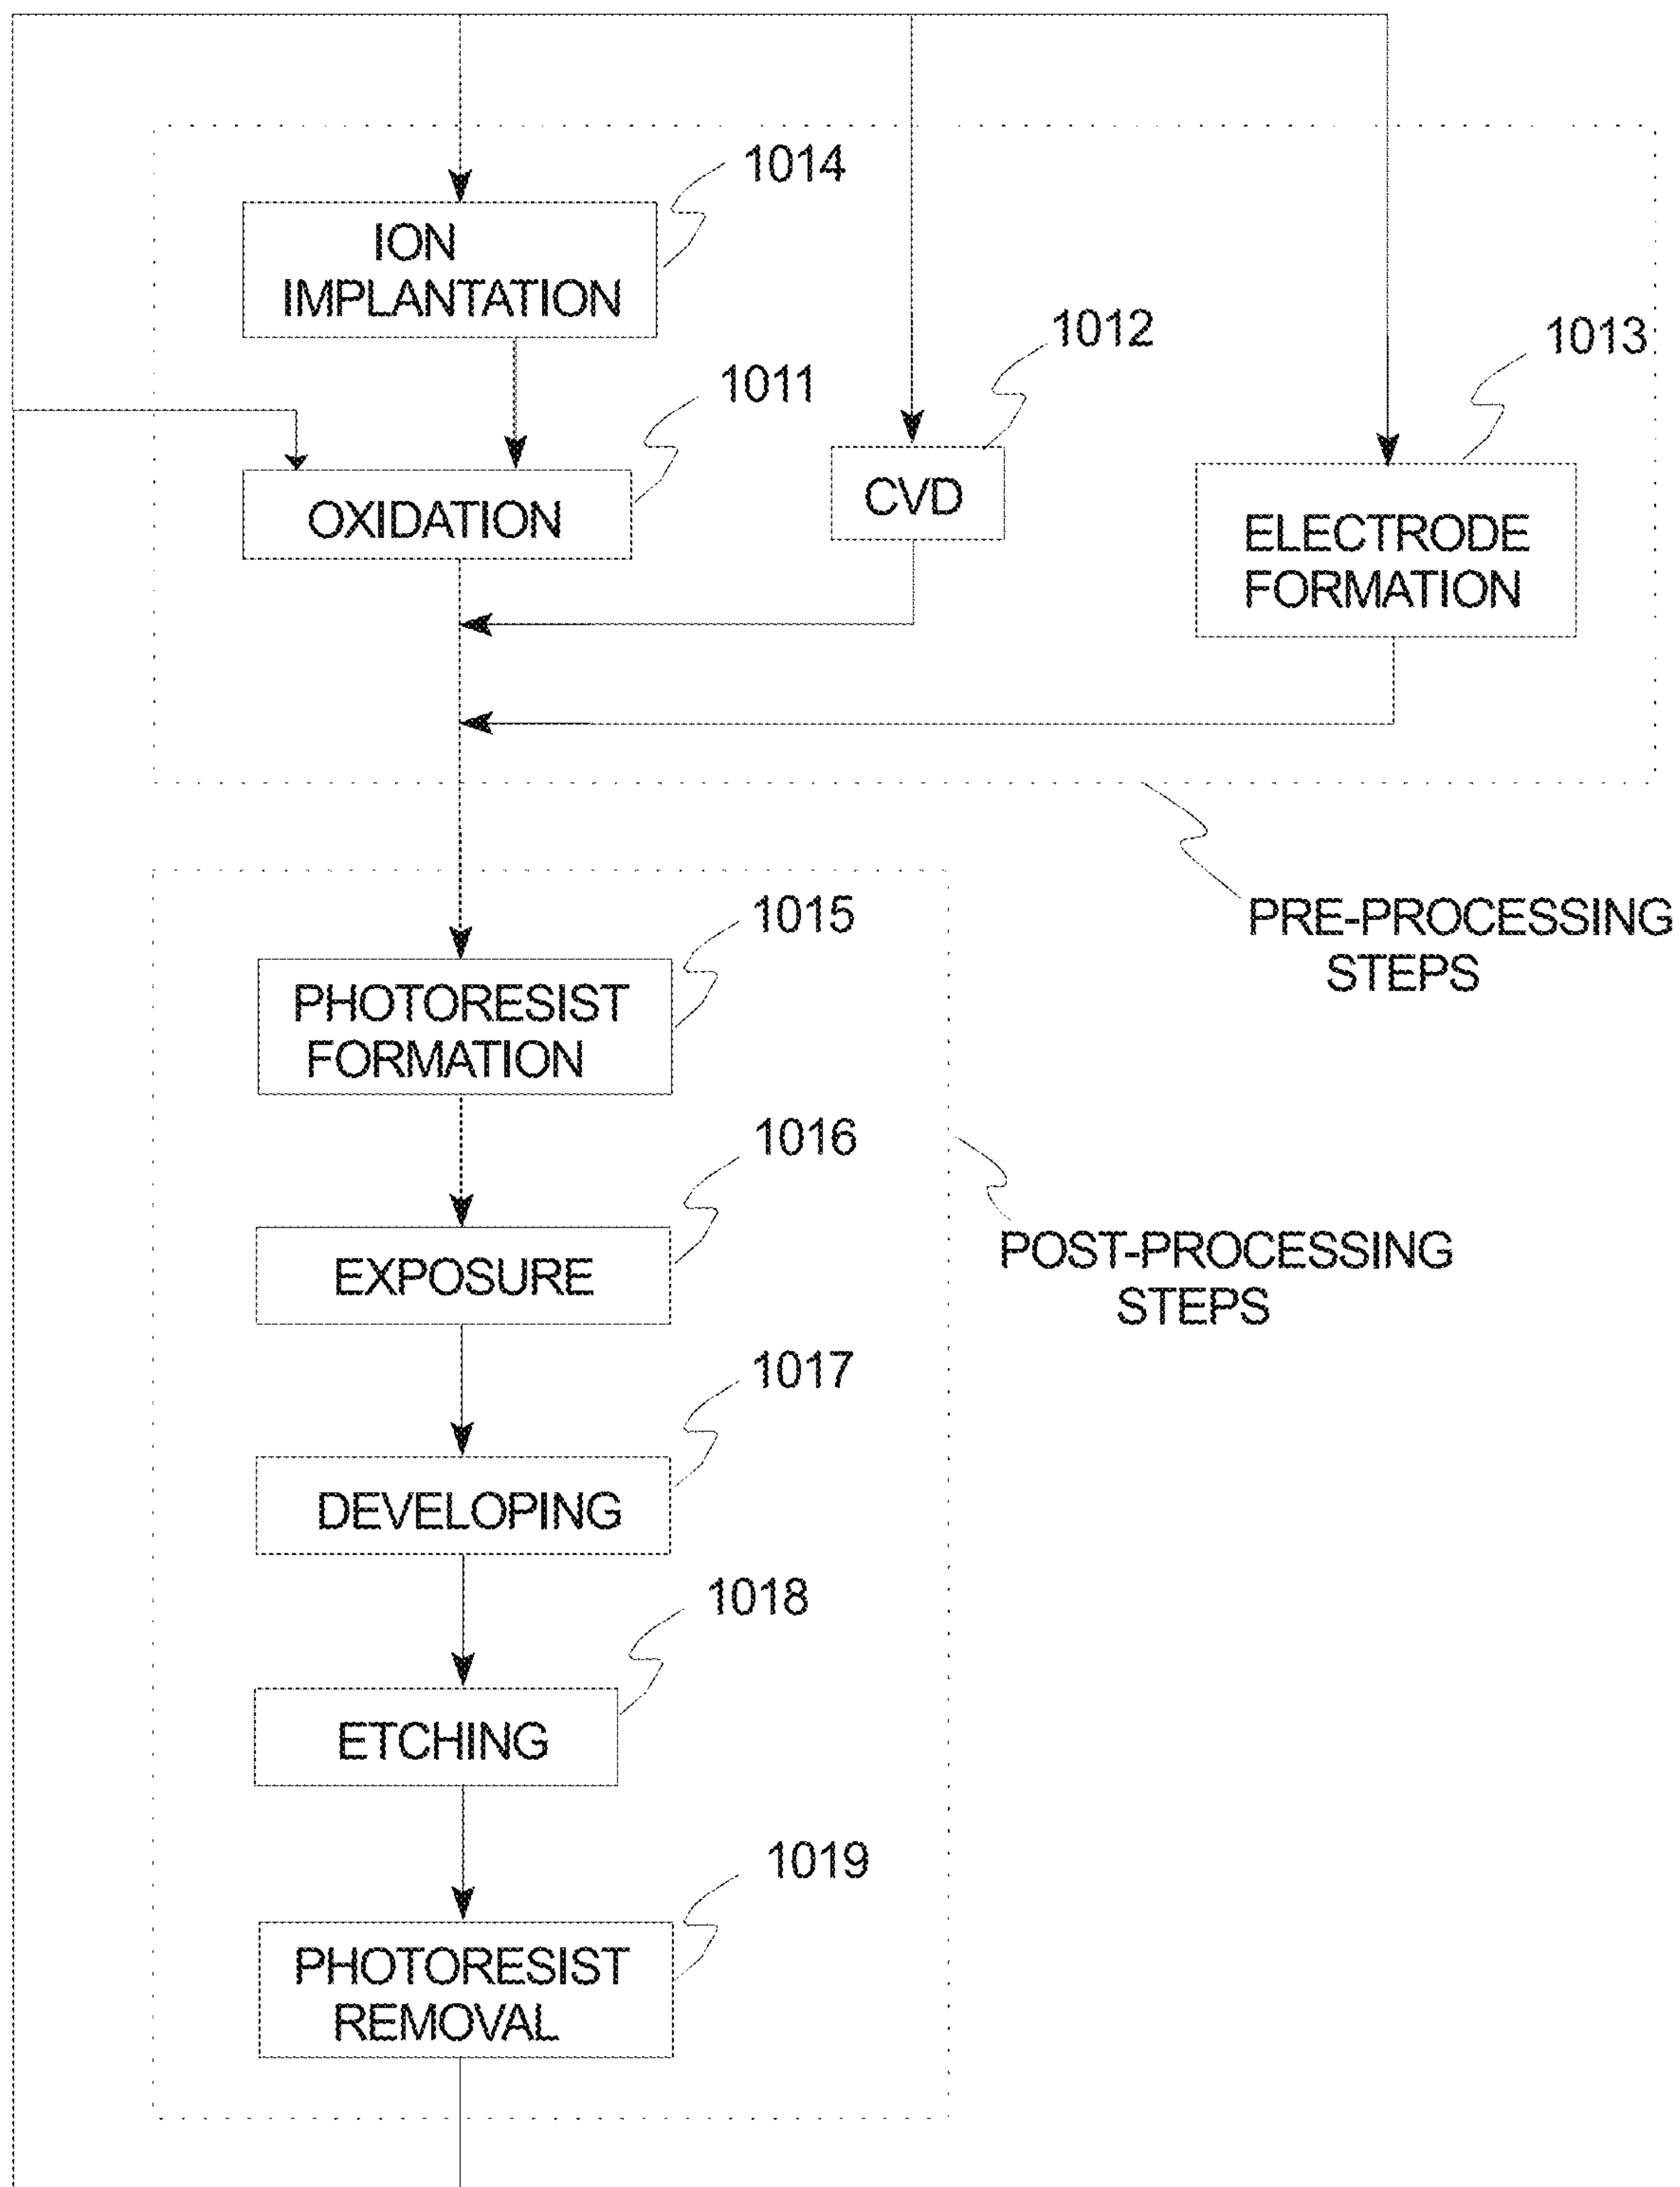 1014
ION
IMPLANTATION
1012
1013
1011
OXIDATION
CVD
ELECTRODE
FORMATION
1015
PRE-PROCESSING
STEPS
PHOTORESIST
FORMATION
1016
EXPOSURE
POST-PROCESSING
STEPS
1017
DEVELOPING
1018
ETCHING
1019
PHOTORESIST
REMOVAL